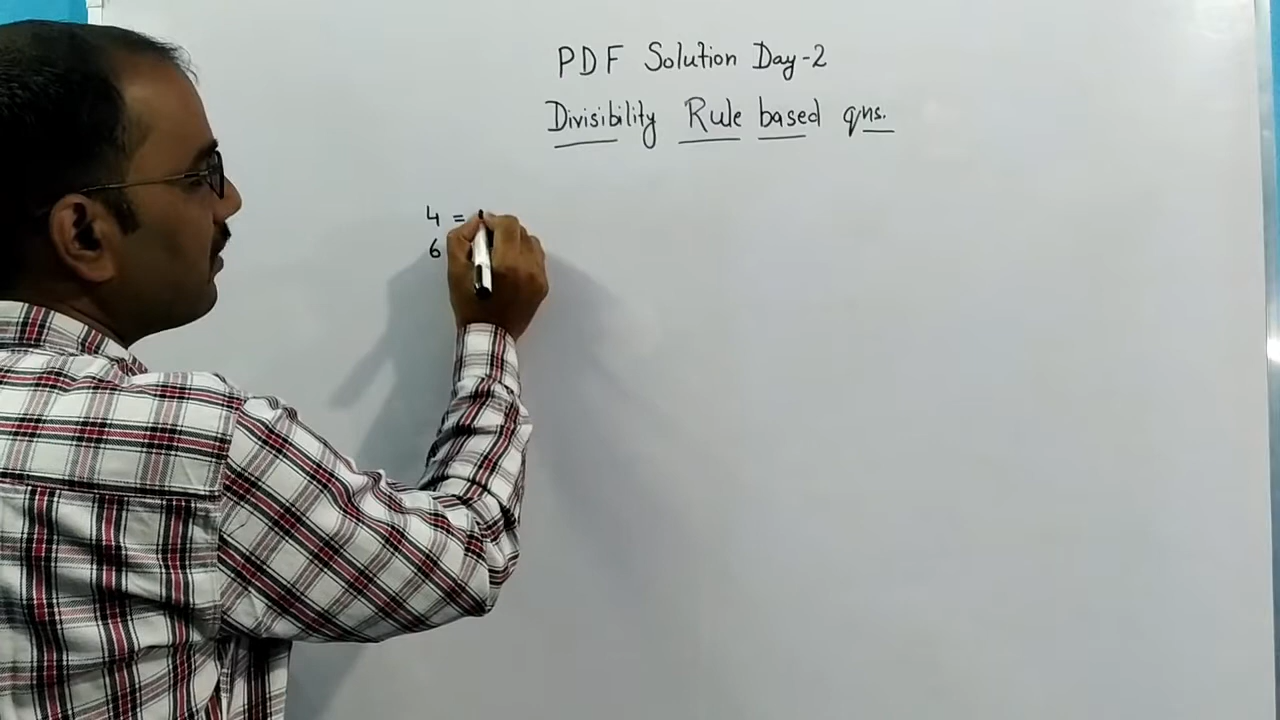 PDF Solution Day-2
Divisibility Rule based qns.
4 =
6